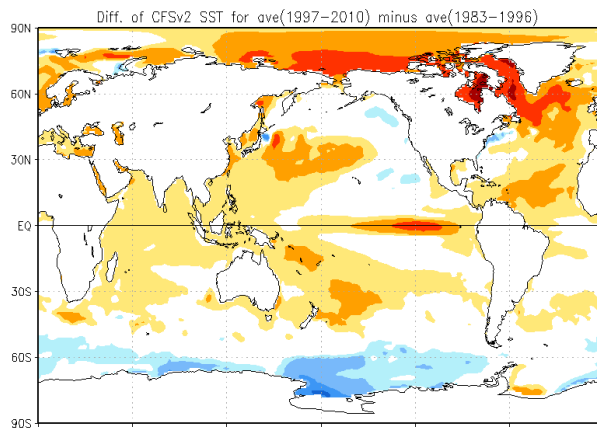 Diff. of CFSv2 SST for ave(1997-2010) minus ave(1983-1996)
90N
60N
30N
EQ
30S
60S
90S